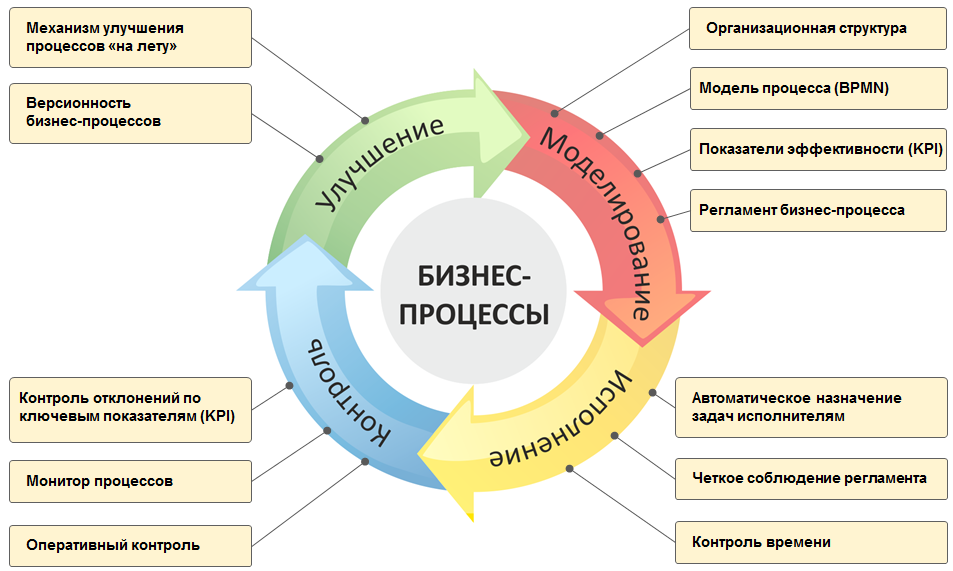 Механизм улучшения
процессов «на лету»
Версионность
бизнес-процессов
Организационная структура
Модель процесса (BPMN)
Показатели эффективности (KPI)
Регламент бизнес-процесса
Улучшение
Моделирование
БИЗНЕС-
ПРОЦЕССЫ
Контроль
Исполнение
Контроль отклонений по
ключевым показателям (KPI)
Монитор процессов
Оперативный контроль
Автоматическое назначение
задач исполнителям
Четкое соблюдение регламента
Контроль времени